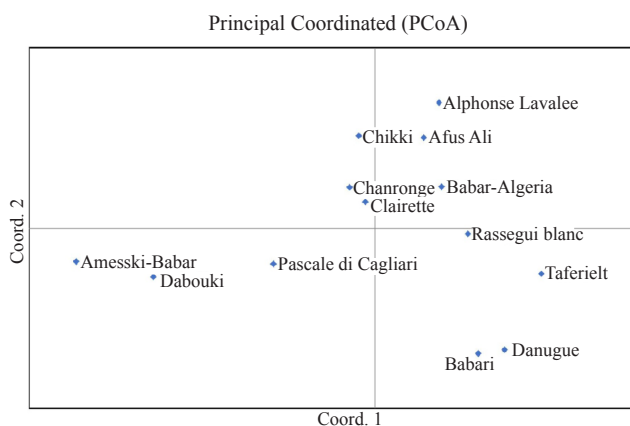 Principal Coordinated (PCoA)
Alphonse Lavalee
Chikki
Afus Ali
Chanronge
Babar-Algeria
Clairette
Coord. 2
Rassegui blanc
Amesski-Babar
Pascale di Cagliari
Dabouki
Taferielt
Danugue
Babari
Coord. 1